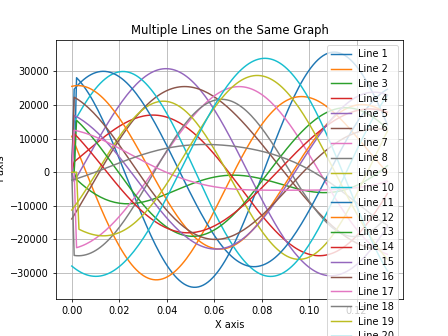 Multiple Lines on the Same Graph
30000
20000
10000
0
−10000
−20000
−30000
0.00 0.02 0.04 0.06 0.08 0.10
X axis
Line 1
Line 2
Line 3
Line 4
Line 5
Line 6
Line 7
Line 8
Line 9
Line 10
Line 11
Line 12
Line 13
Line 14
Line 15
Line 16
Line 17
Line 18
Line 19